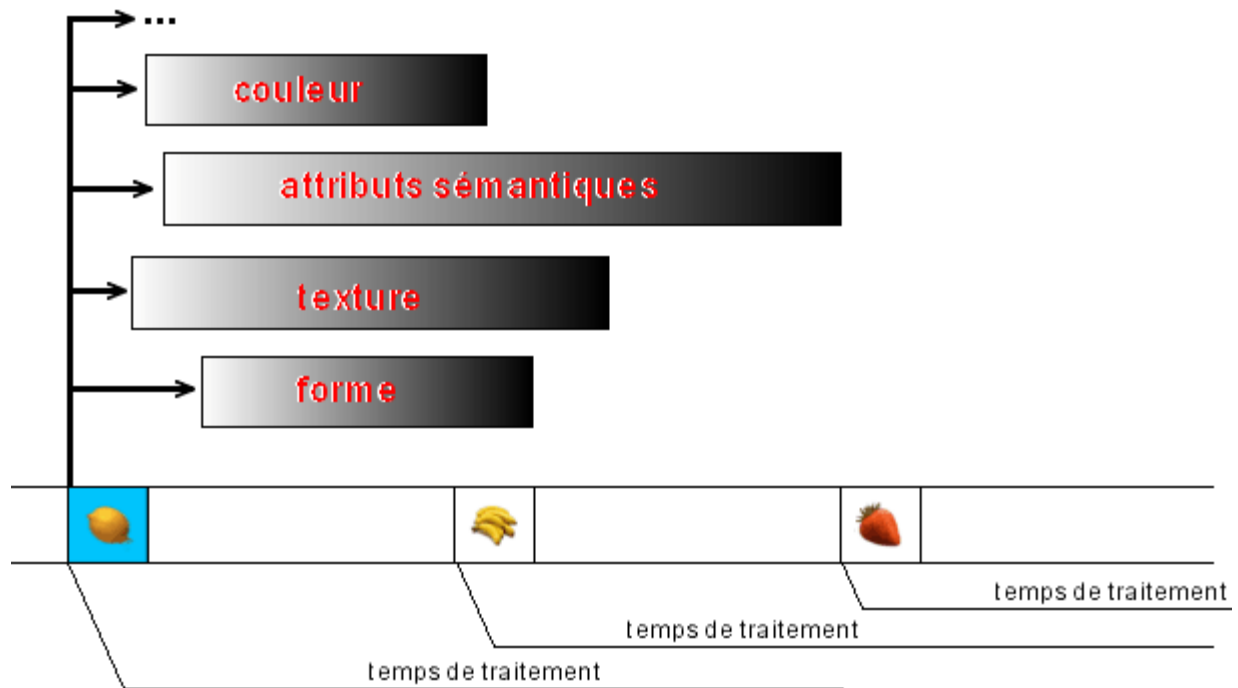 ...
couleur
attributs sémantiques
texture
forme
temps de traitement
temps de traitement
temps de traitement